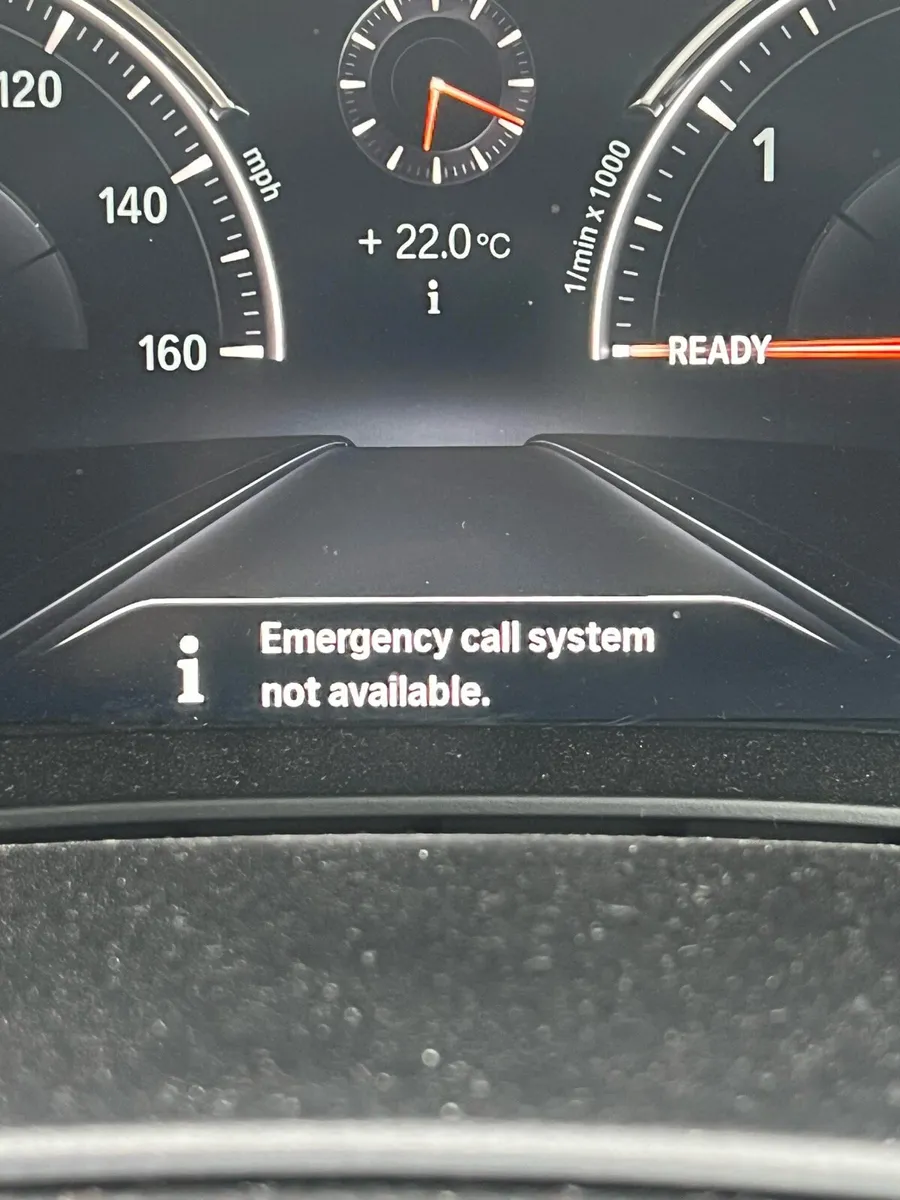 120
140
160
mph
+ 22.0°C
i
1/min x 1000
1
READY
i
Emergency call system
not available.